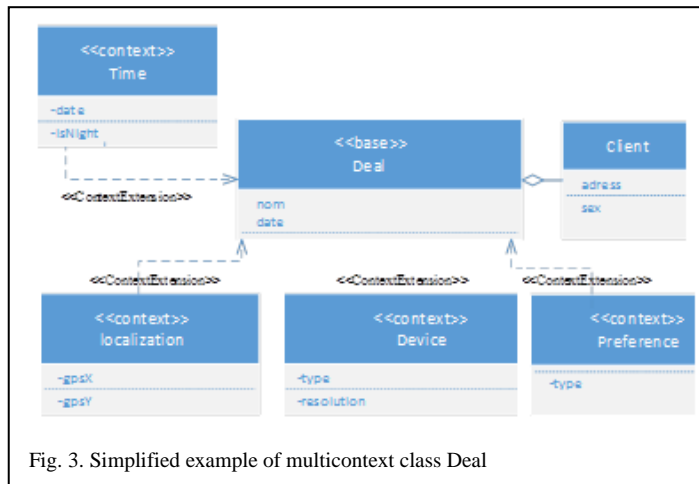 <<context>>
Time
-date
-isNight
<<ContextExtension>>
<<base>>
Deal
nom
date
Client
adress
sex
<<ContextExtension>>
<<ContextExtension>>
<<ContextExtension>>
<<context>>
localization
-gpsX
-gpsY
<<context>>
Device
-type
-resolution
<<context>>
Preference
-type
Fig. 3. Simplified example of multicontext class Deal